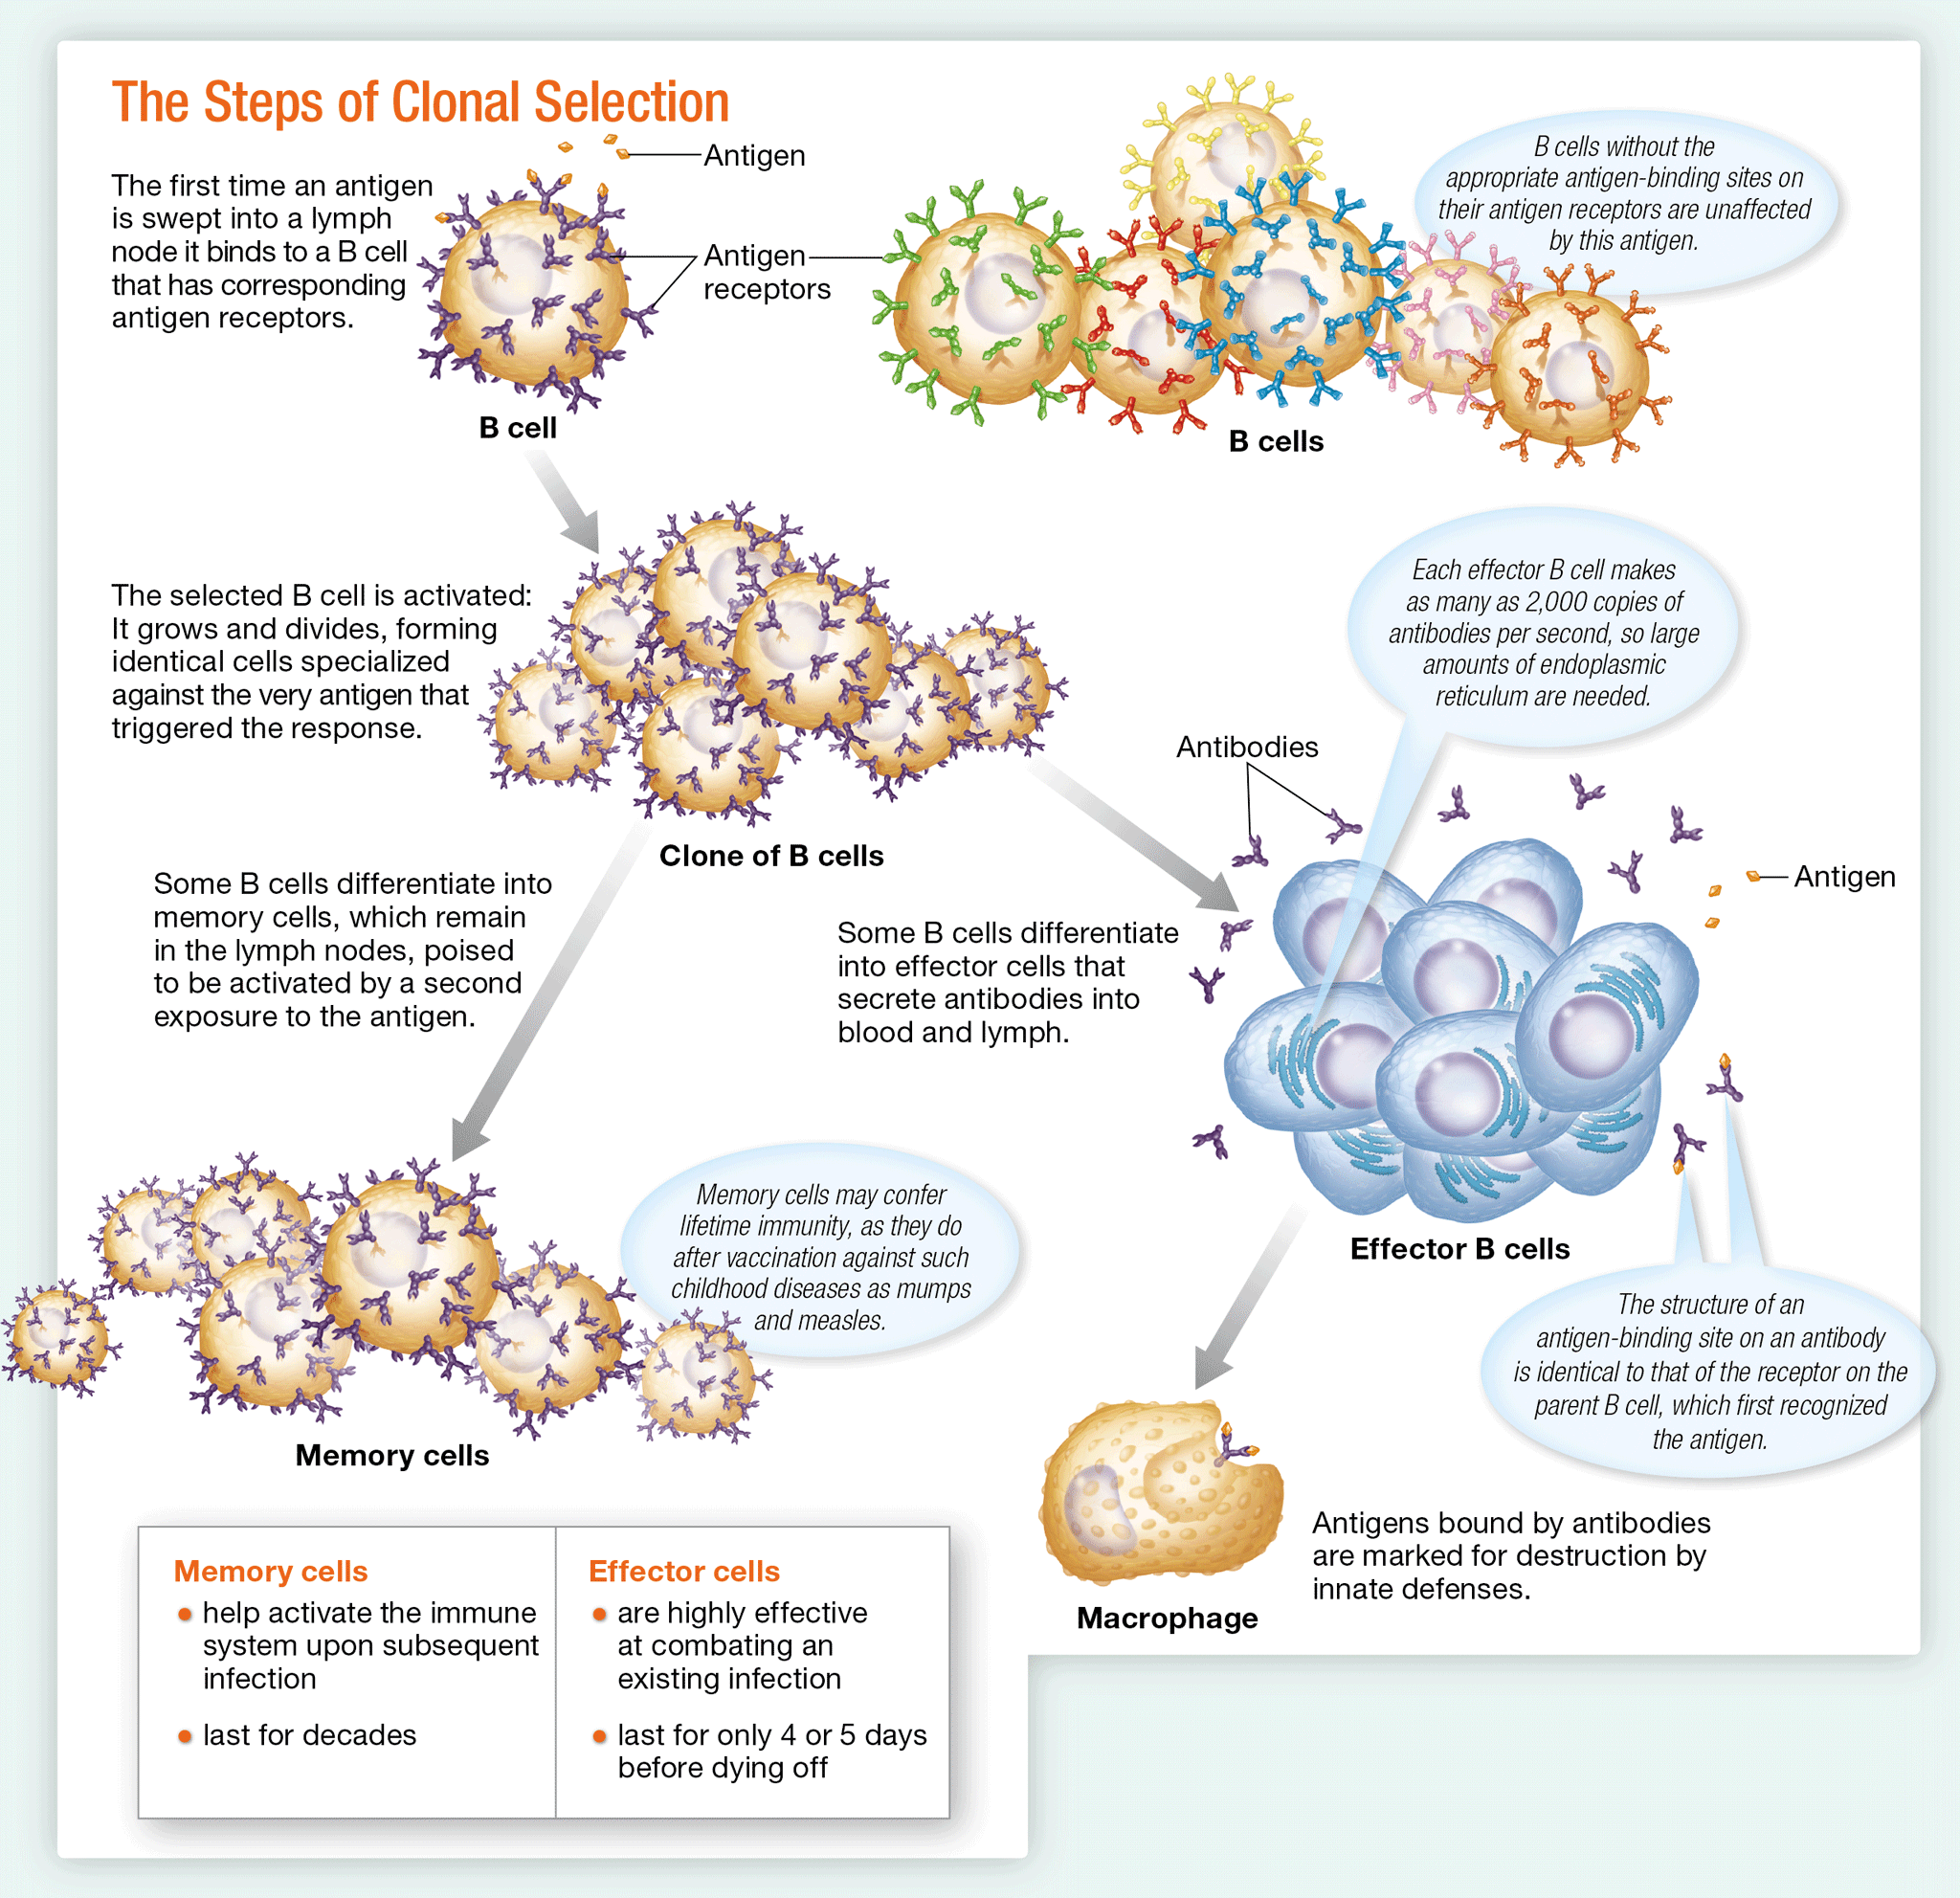 The Steps of Clonal Selection
Antigen
The first time an antigen
is swept into a lymph
node it binds to a B cell
that has corresponding
antigen receptors.
Antigen
receptors
B cells without the
appropriate antigen-binding sites on
their antigen receptors are unaffected
by this antigen.
B cell
B cells
The selected B cell is activated:
It grows and divides, forming
identical cells specialized
against the very antigen that
triggered the response.
Each effector B cell makes
as many as 2,000 copies of
antibodies per second, so large
amounts of endoplasmic
reticulum are needed.
Antibodies
Clone of B cells
Antigen
Some B cells differentiate into
memory cells, which remain
in the lymph nodes, poised
to be activated by a second
exposure to the antigen.
Some B cells differentiate
into effector cells that
secrete antibodies into
blood and lymph.
Memory cells may confer
lifetime immunity, as they do
after vaccination against such
childhood diseases as mumps
and measles.
Effector B cells
The structure of an
antigen-binding site on an antibody
is identical to that of the receptor on the
parent B cell, which first recognized
the antigen.
Memory cells
Antigens bound by antibodies
are marked for destruction by
innate defenses.
Macrophage
Memory cells
help activate the immune
system upon subsequent
infection
last for decades
Effector cells
are highly effective
at combating an
existing infection
last for only 4 or 5 days
before dying off